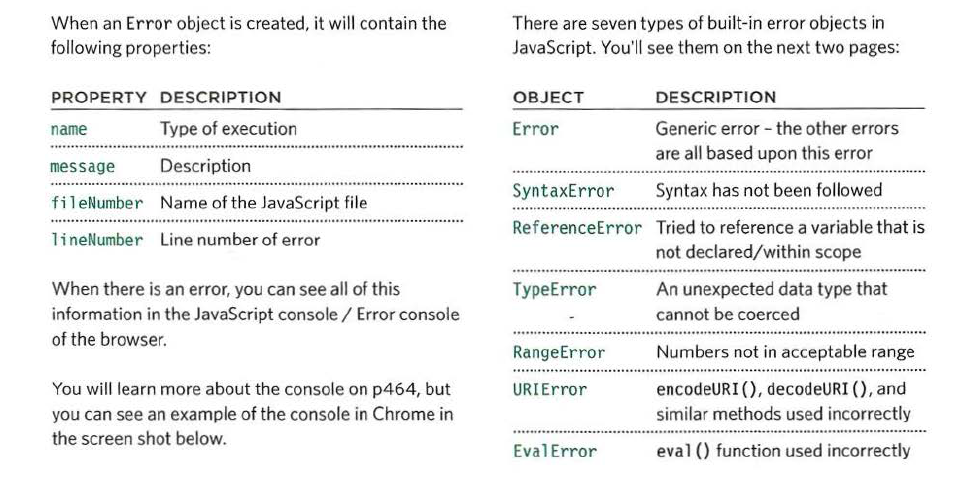 When an Error object is created, it will contain the
following properties:
PROPERTY DESCRIPTION
name Type of execution
message Description
fileNumber Name of the JavaScript file
lineNumber Line number of error
When there is an error, you can see all of this
information in the JavaScript console / Error console
of the browser.
You will learn more about the console on p464, but
you can see an example of the console in Chrome in
the screen shot below.
There are seven types of built-in error objects in
JavaScript. You'll see them on the next two pages:
OBJECT DESCRIPTION
Error Generic error – the other errors
are all based upon this error
SyntaxError Syntax has not been followed
ReferenceError Tried to reference a variable that is
not declared/within scope
TypeError An unexpected data type that
cannot be coerced
RangeError Numbers not in acceptable range
URIError encodeURI(), decodeURI(), and
similar methods used incorrectly
EvalError eval() function used incorrectly